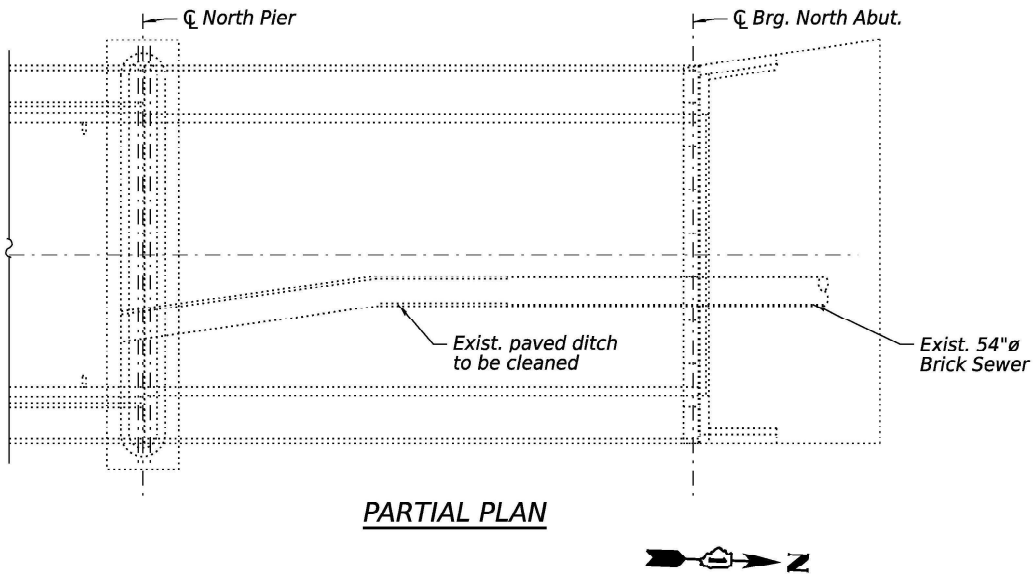 ℄ North Pier
℄ Brg. North Abut.
Exist. paved ditch
to be cleaned
Exist. 54"ø
Brick Sewer
PARTIAL PLAN
N